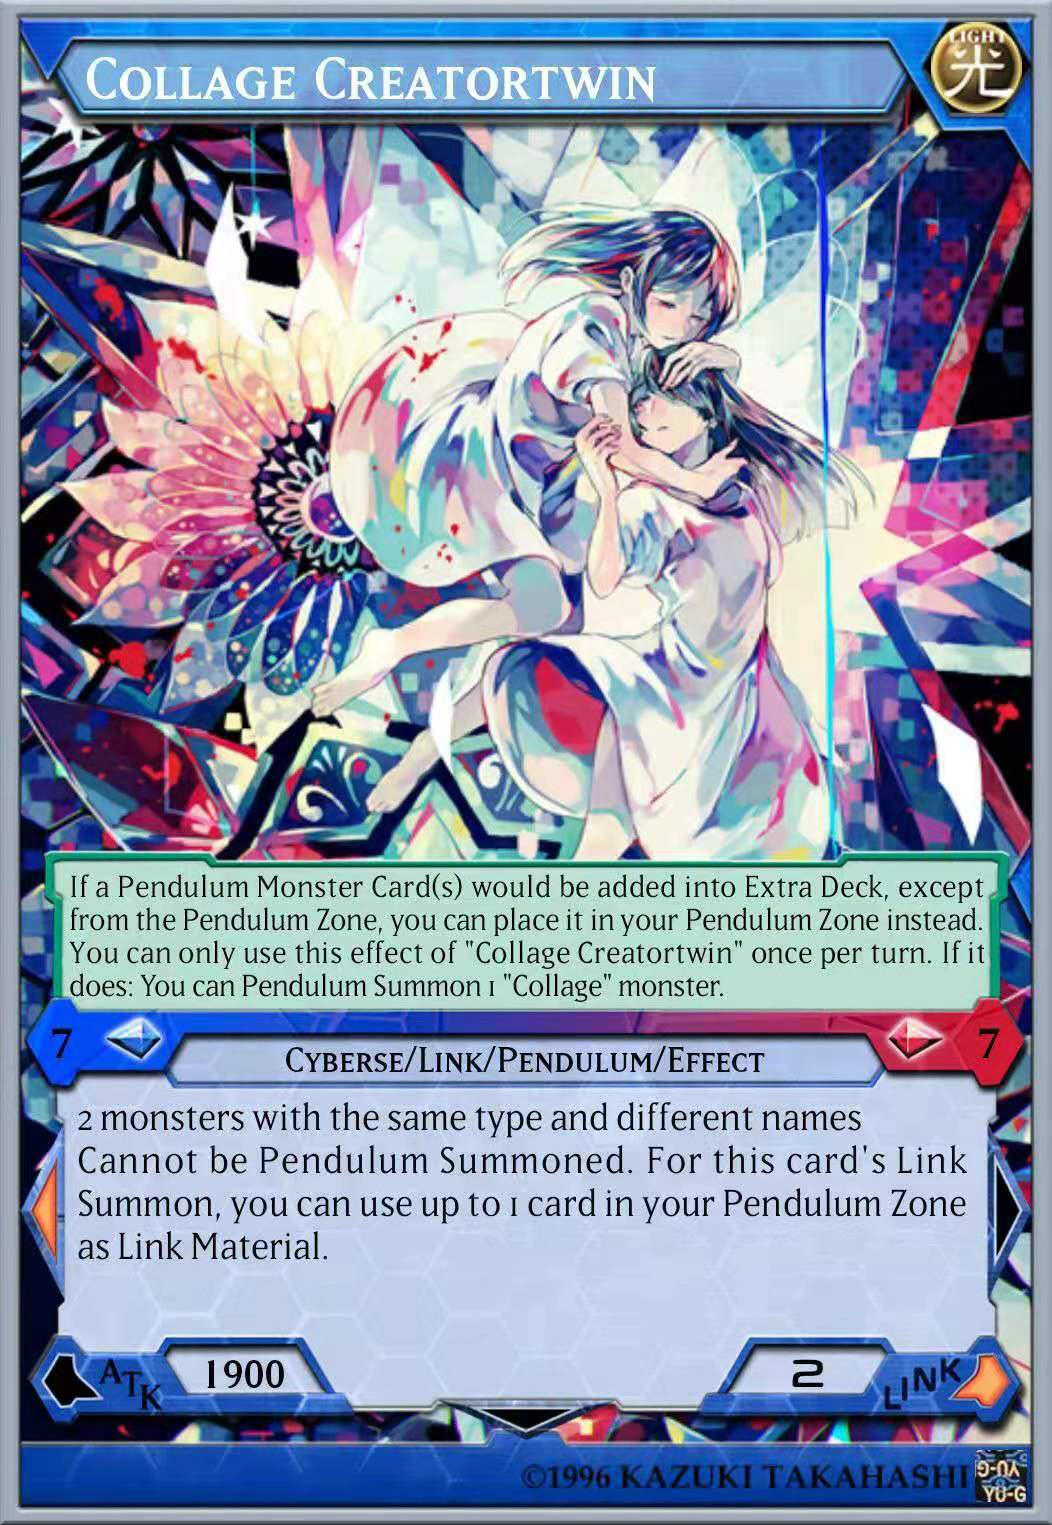 Collage Creatortwin
LIGHT
光
If a Pendulum Monster Card(s) would be added into Extra Deck, except
from the Pendulum Zone, you can place it in your Pendulum Zone instead.
You can only use this effect of "Collage Creatortwin" once per turn. If it
does: You can Pendulum Summon 1 "Collage" monster.
7
7
Cyberse/Link/Pendulum/Effect
2 monsters with the same type and different names
Cannot be Pendulum Summoned. For this card's Link
Summon, you can use up to 1 card in your Pendulum Zone
as Link Material.
ATK 1900
2 LINK
©1996 KAZUKI TAKAHASHI
YU-G
YU-G